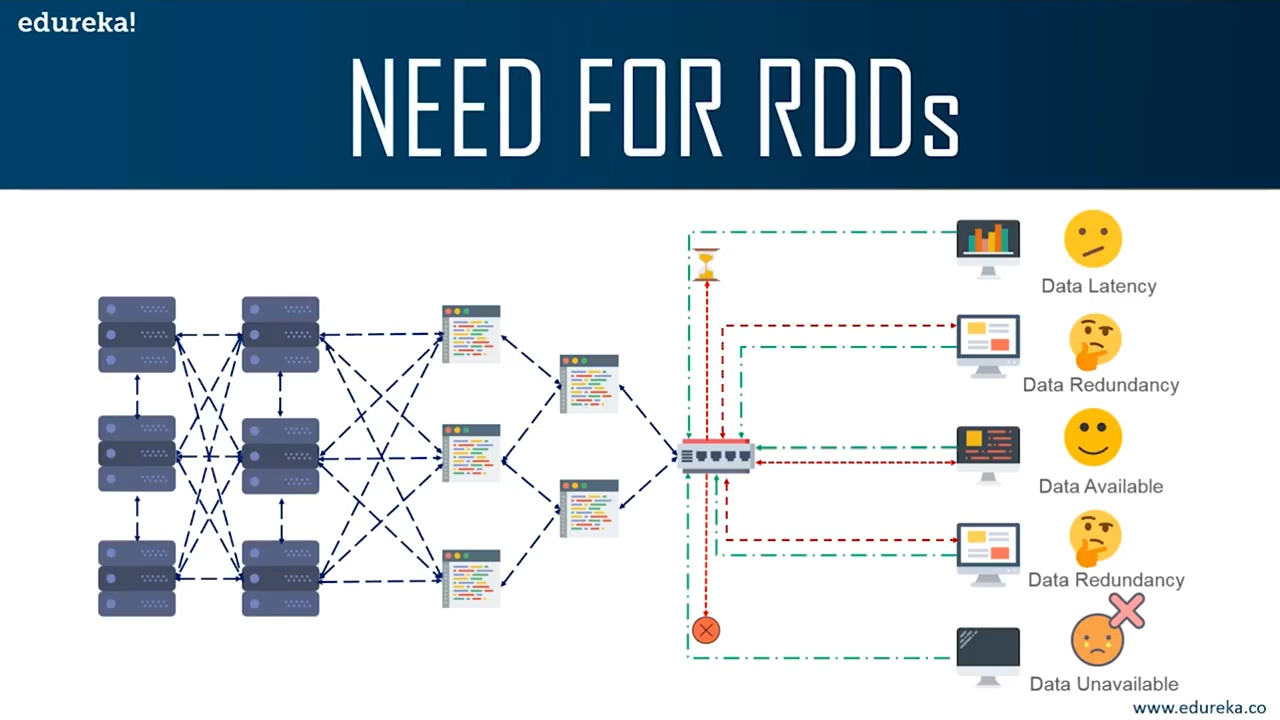 edureka!
NEED FOR RDDs
Data Latency
Data Redundancy
Data Available
Data Redundancy
Data Unavailable
www.edureka.co